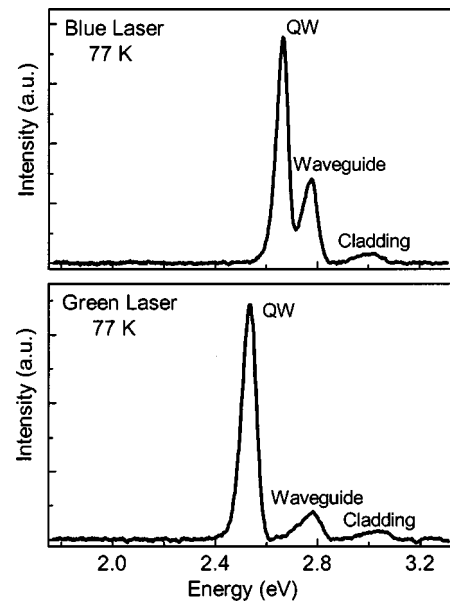 Blue Laser
77 K
QW
Waveguide
Cladding
Intensity (a.u.)
Green Laser
77 K
QW
Waveguide
Cladding
Intensity (a.u.)
2.0 2.4 2.8 3.2
Energy (eV)